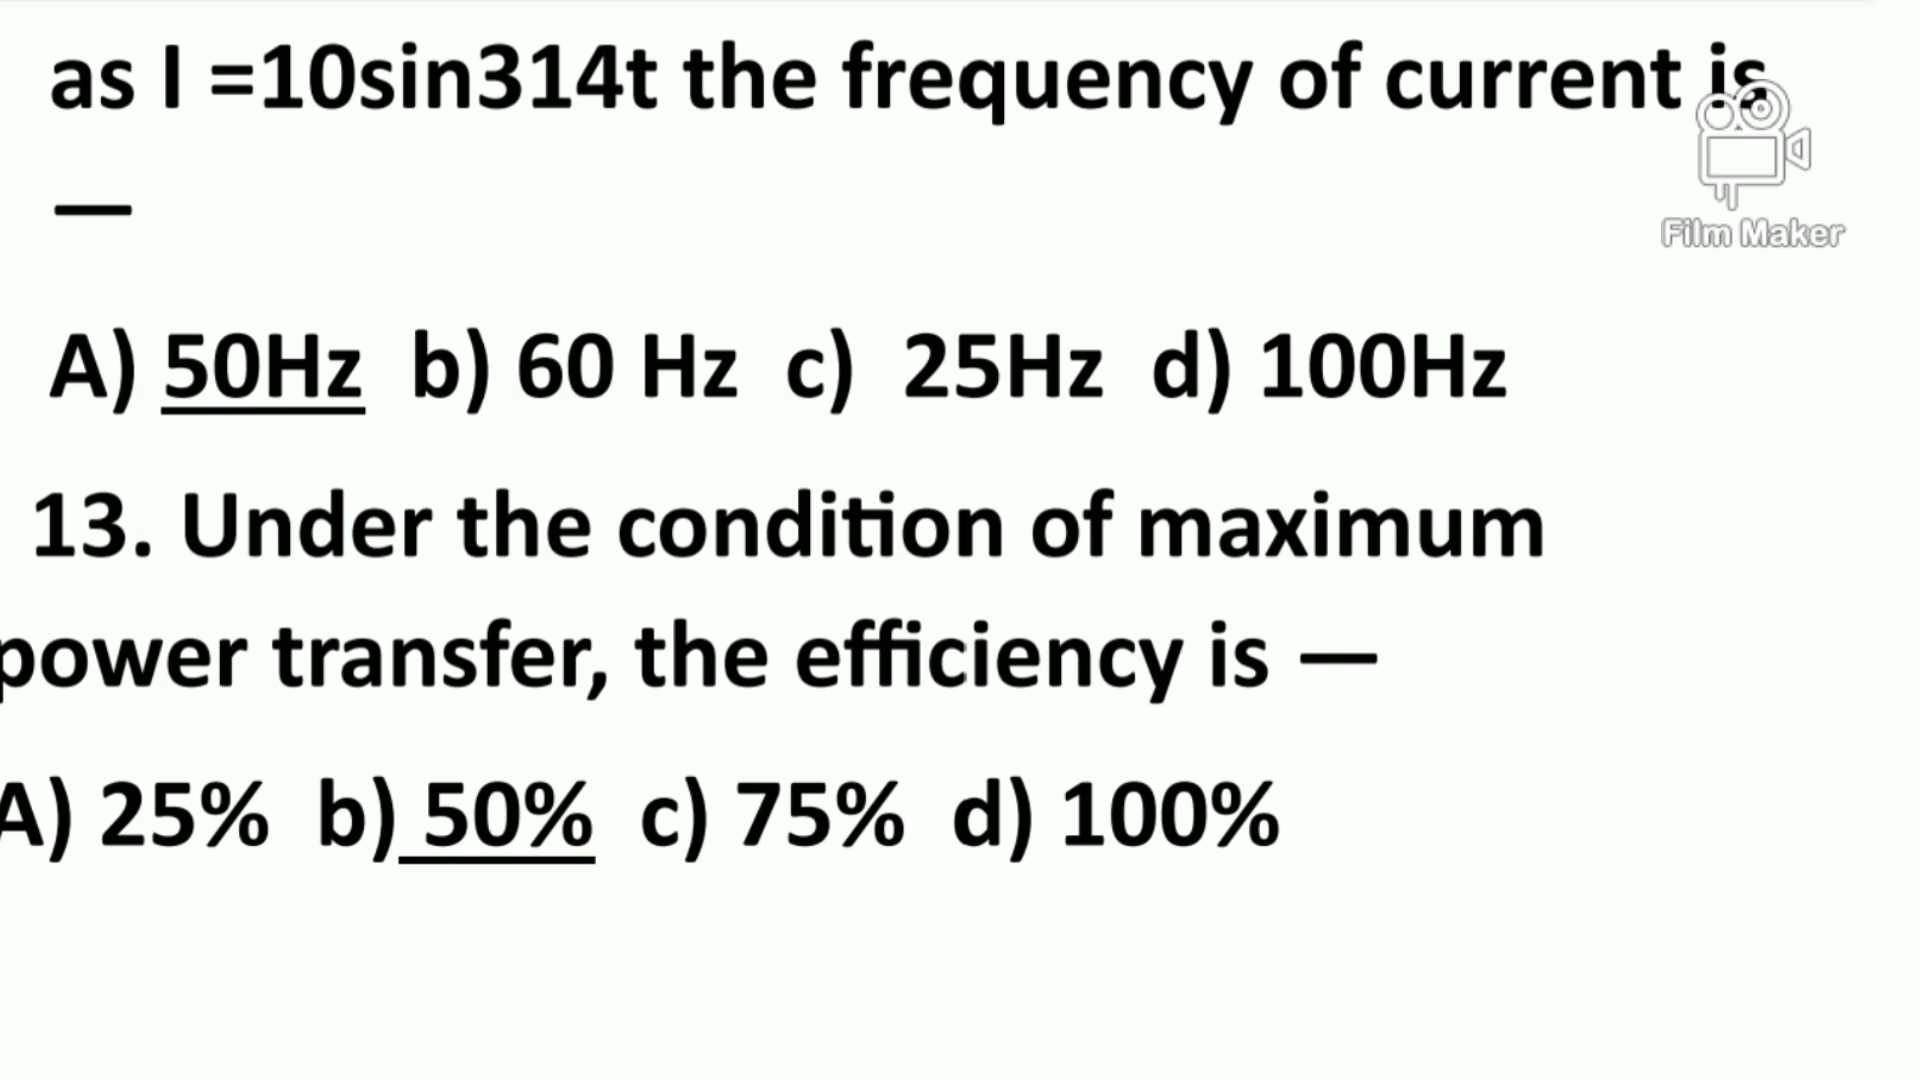 as I =10sin314t the frequency of current is
—
Film Maker
A) 50Hz b) 60 Hz c) 25Hz d) 100Hz
13. Under the condition of maximum
power transfer, the efficiency is —
A) 25% b) 50% c) 75% d) 100%